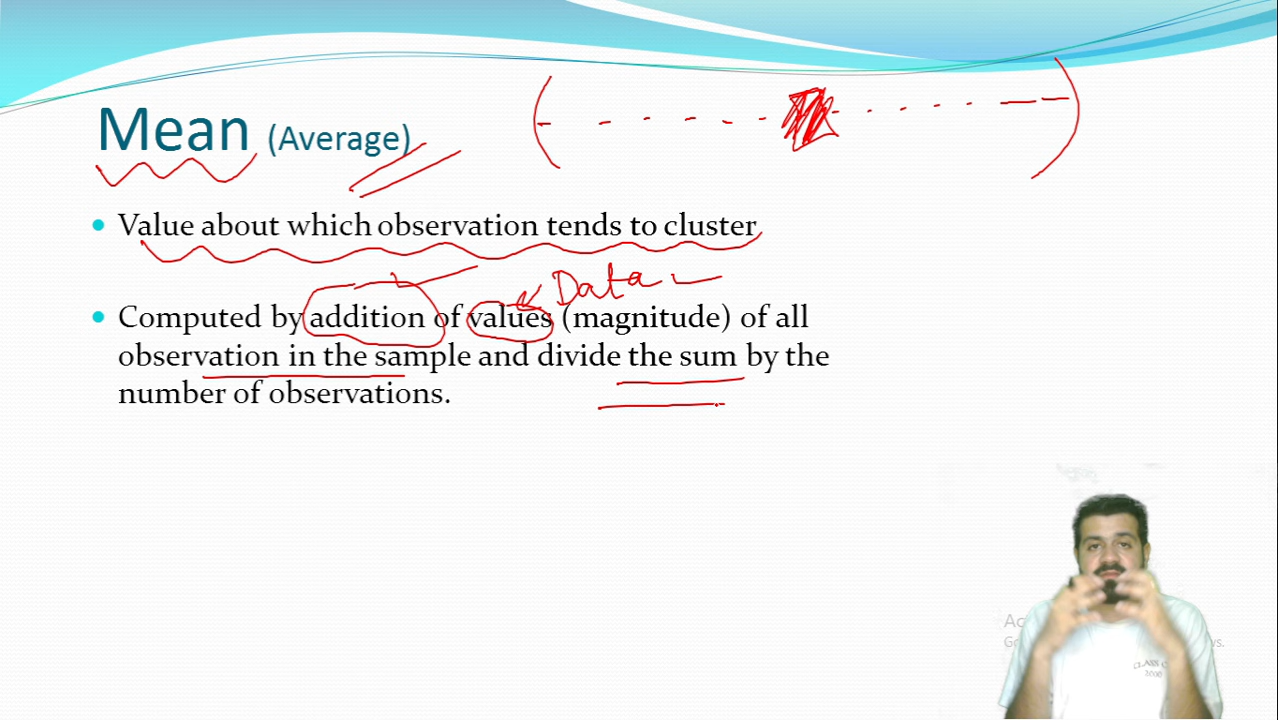 Mean (Average)
Value about which observation tends to cluster
Data
Computed by addition of values (magnitude) of all
observation in the sample and divide the sum by the
number of observations.